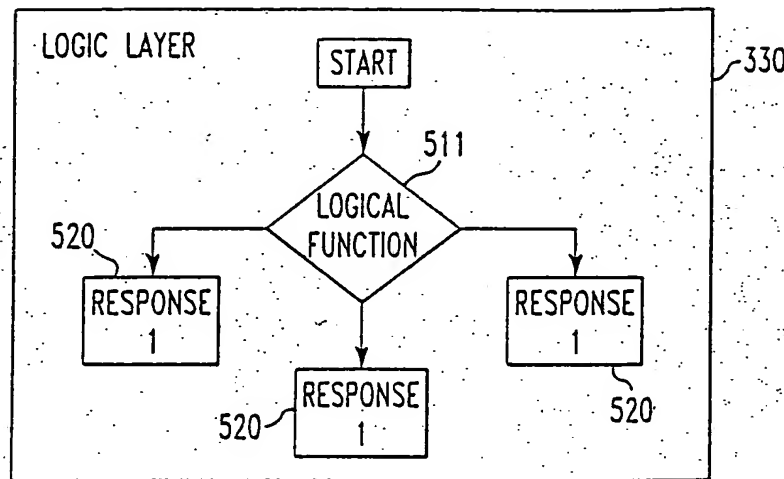 LOGIC LAYER
START
330
511
LOGICAL
FUNCTION
520
RESPONSE
1
RESPONSE
1
520
RESPONSE
1
520